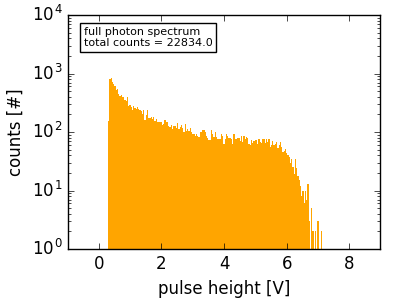 full photon spectrum
total counts = 22834.0
counts [#]
10^4
10^3
10^2
10^1
10^0
0 2 4 6 8
pulse height [V]